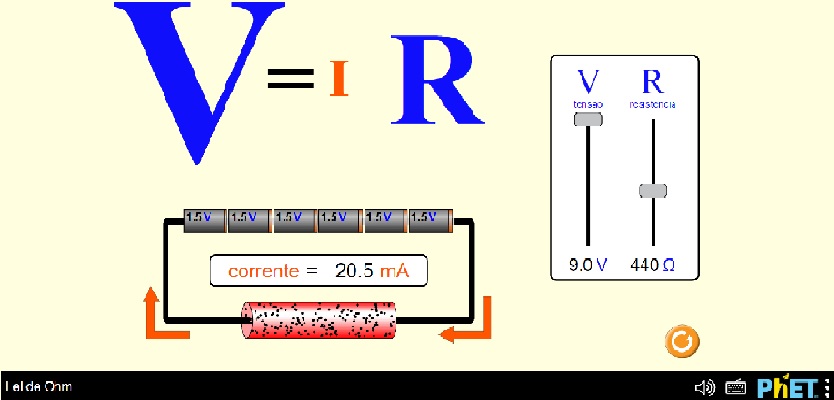 V = I R
V R
tensão resistência
1.5 V 1.5 V 1.5 V 1.5 V 1.5 V 1.5 V
corrente = 20.5 mA
9.0 V 440 Ω
Lei de Ohm
PhET